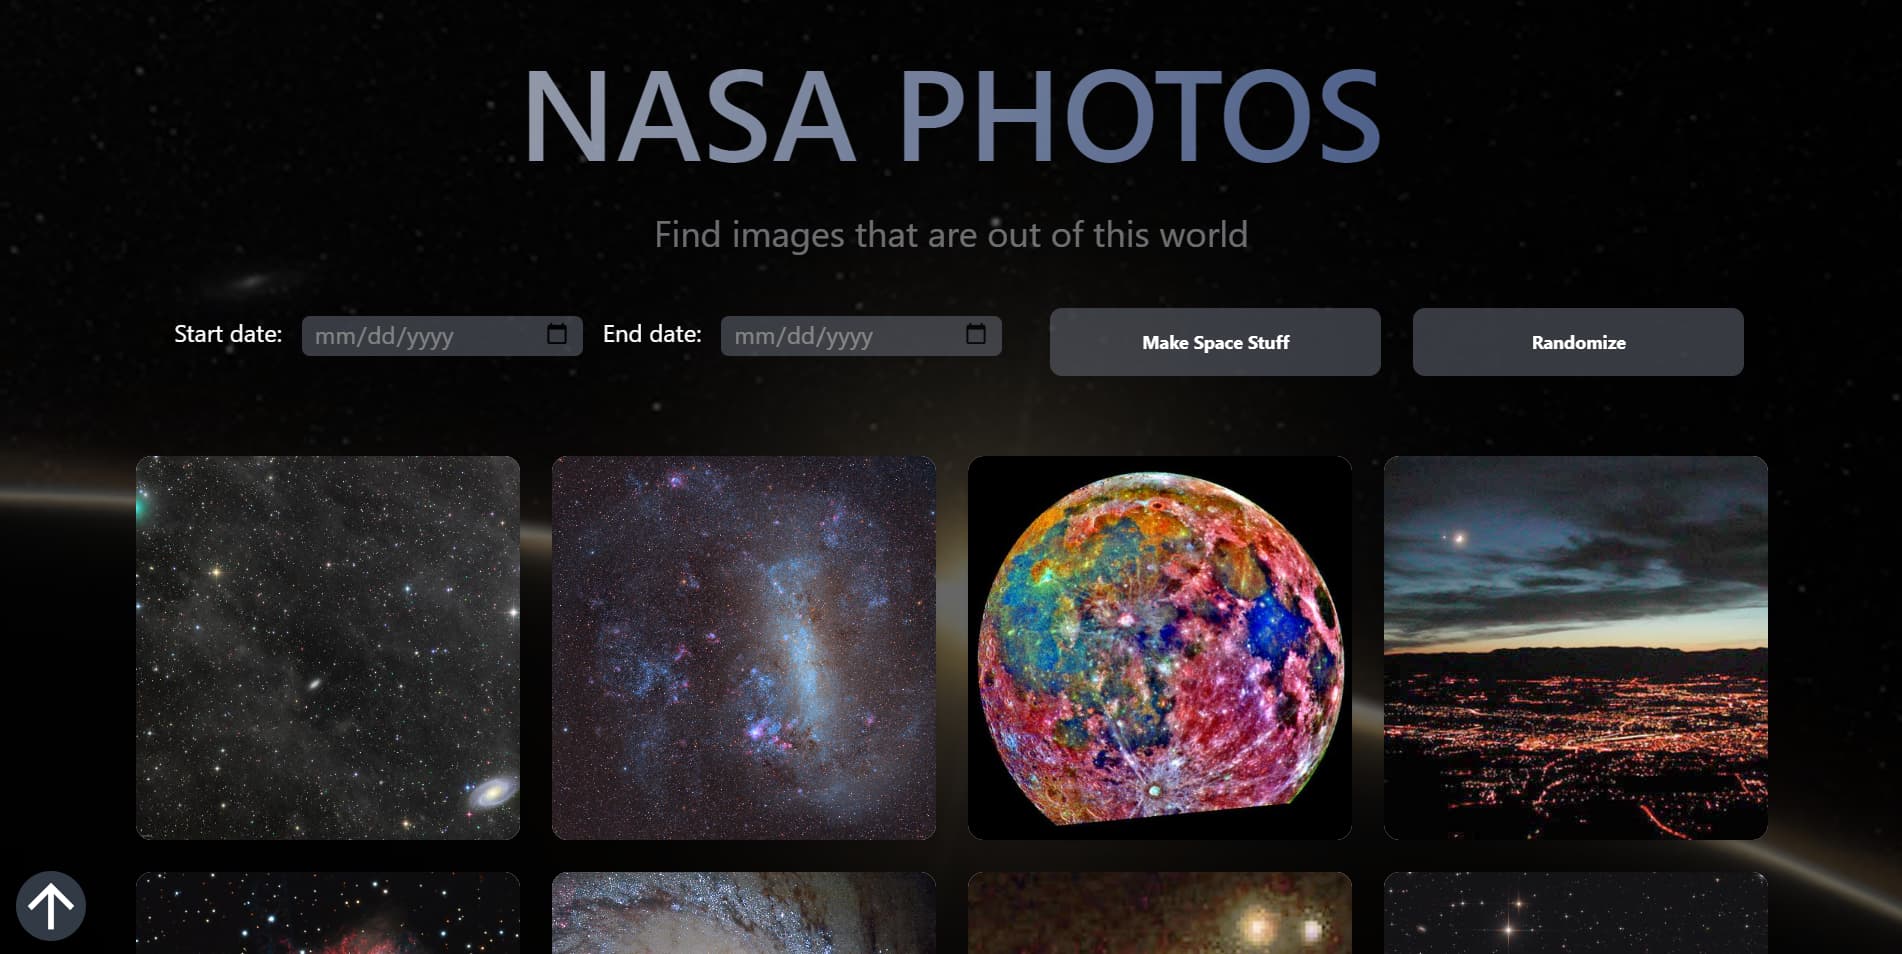 NASA PHOTOS
Find images that are out of this world
Start date: mm/dd/yyyy End date: mm/dd/yyyy Make Space Stuff Randomize